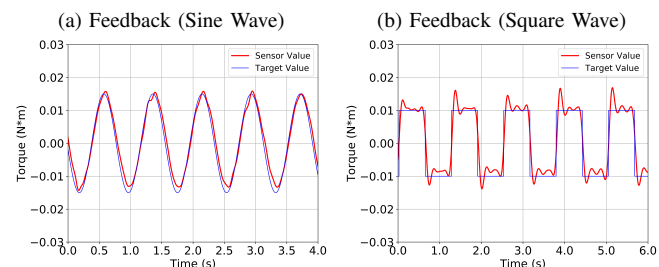 (a) Feedback (Sine Wave)
(b) Feedback (Square Wave)
0.03
0.02
0.01
0.00
−0.01
−0.02
−0.03
Torque (N*m)
Sensor Value
Target Value
0.0 0.5 1.0 1.5 2.0 2.5 3.0 3.5 4.0
Time (s)
0.03
0.02
0.01
0.00
−0.01
−0.02
−0.03
Torque (N*m)
Sensor Value
Target Value
0.0 1.0 2.0 3.0 4.0 5.0 6.0
Time (s)